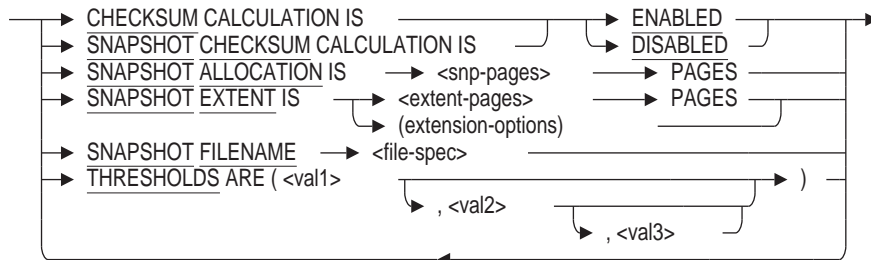 CHECKSUM CALCULATION IS ENABLED
SNAPSHOT CHECKSUM CALCULATION IS DISABLED
SNAPSHOT ALLOCATION IS <snp-pages> PAGES
SNAPSHOT EXTENT IS <extent-pages> PAGES
(extension-options)
SNAPSHOT FILENAME <file-spec>
THRESHOLDS ARE ( <val1> )
, <val2>
, <val3>